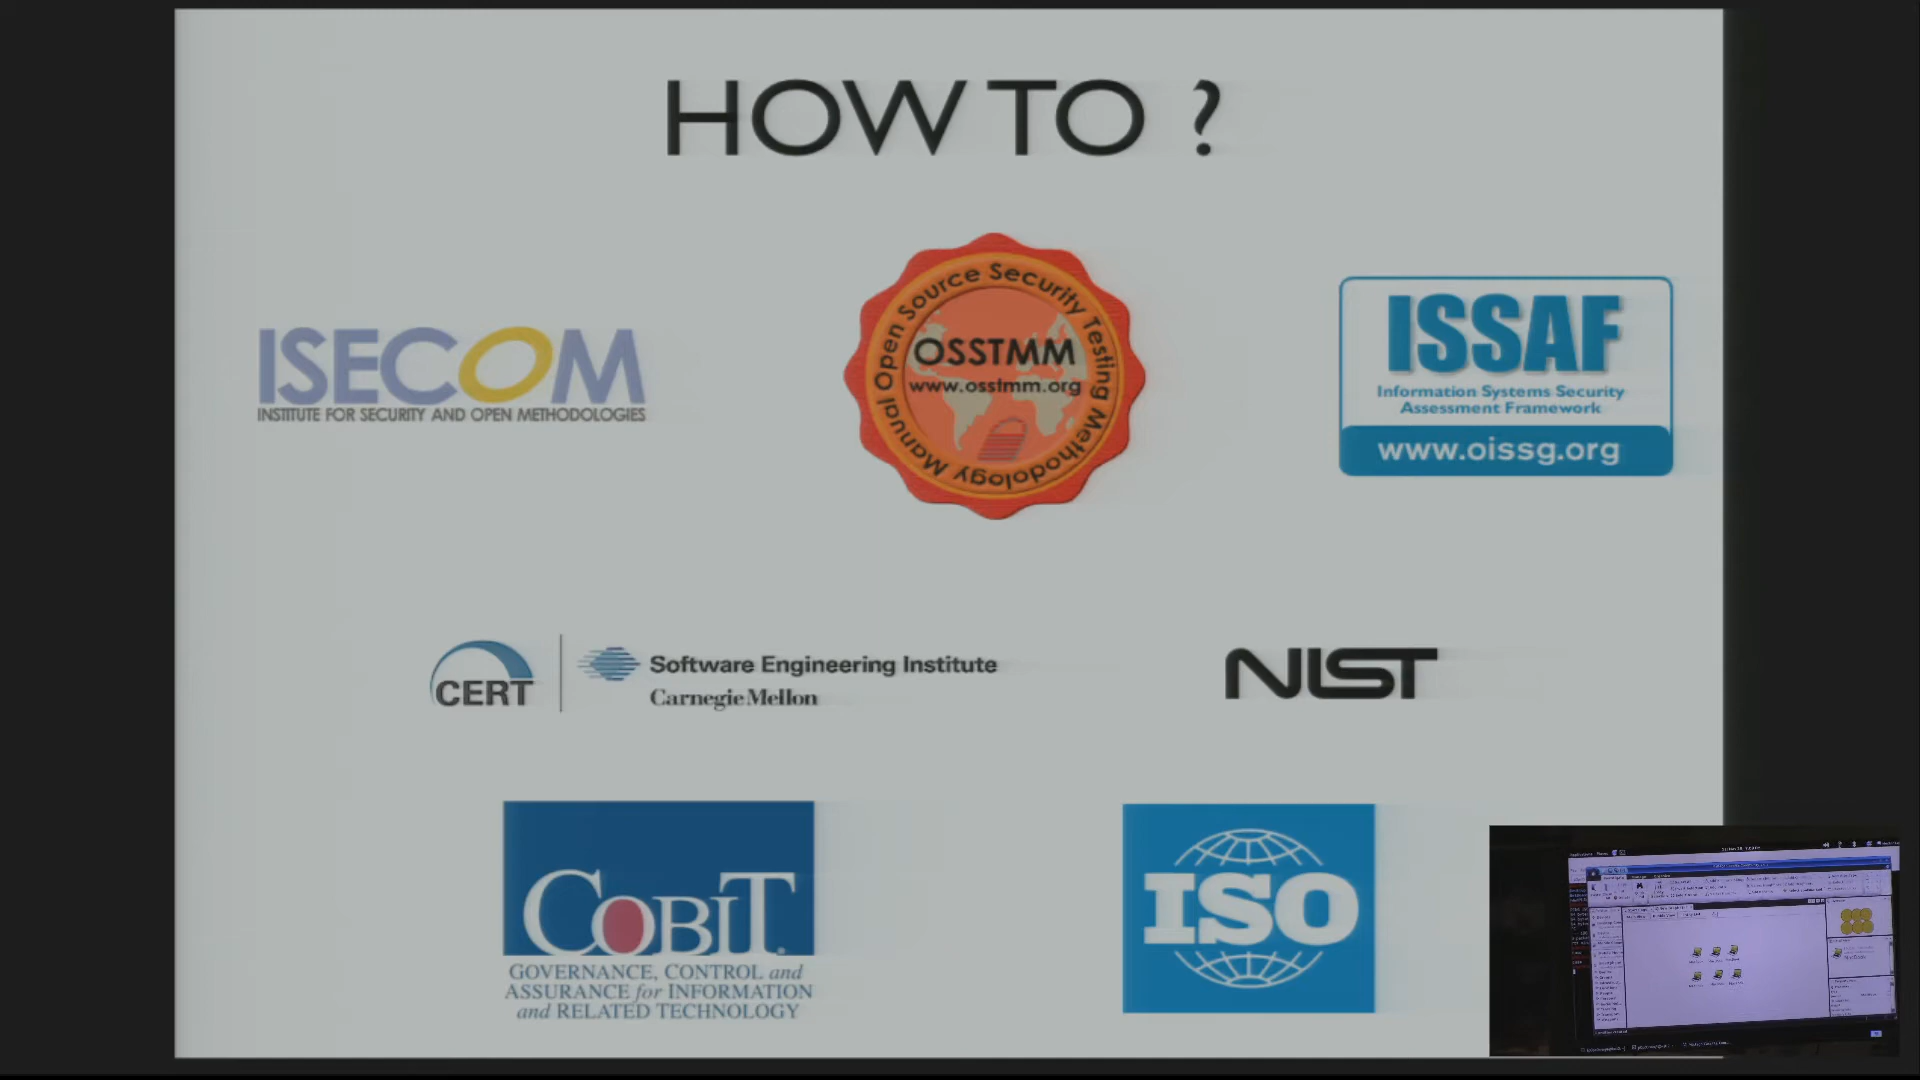 HOW TO ?
ISECOM
INSTITUTE FOR SECURITY AND OPEN METHODOLOGIES
Open Source Security Testing Methodology Manual
OSSTMM
www.osstmm.org
ISSAF
Information Systems Security
Assessment Framework
www.oissg.org
CERT
Software Engineering Institute
Carnegie Mellon
NIST
COBIT
GOVERNANCE, CONTROL and
ASSURANCE for INFORMATION
and RELATED TECHNOLOGY
ISO